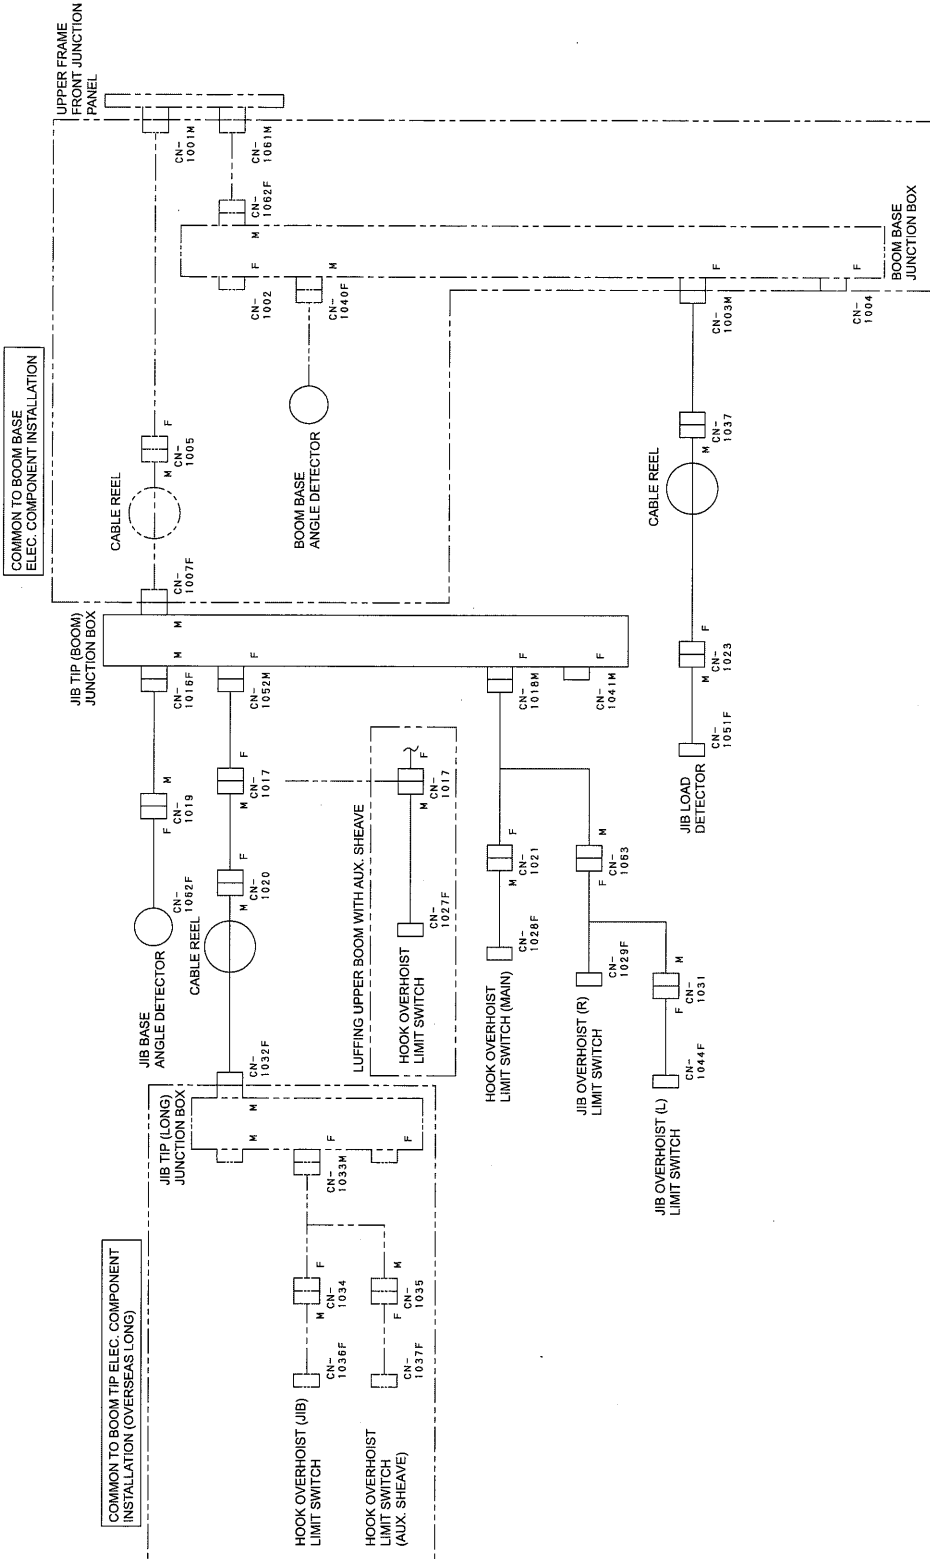 UPPER FRAME
FRONT JUNCTION
PANEL
CN-
1001M
CN-
1061M
CN-
1062F
M
F
CN-
1002
M
CN-
1040F
BOOM BASE
JUNCTION BOX
F
CN-
1003M
F
CN-
1004
COMMON TO BOOM BASE
ELEC. COMPONENT INSTALLATION
F
CN-
1005
M
CABLE REEL
BOOM BASE
ANGLE DETECTOR
CN-
1037
M
CABLE REEL
CN-
1007F
JIB TIP (BOOM)
JUNCTION BOX
M
M
CN-
1016F
F
CN-
1052M
F
CN-
1018M
F
CN-
1041M
F
CN-
1023
M
CN-
1051F
JIB LOAD
DETECTOR
M
CN-
1019
F
CN-
1062F
JIB BASE
ANGLE DETECTOR
F
CN-
1017
M
F
CN-
1020
M
CABLE REEL
LUFFING UPPER BOOM WITH AUX. SHEAVE
F
CN-
1017
M
CN-
1027F
HOOK OVERHOIST
LIMIT SWITCH
F
CN-
1021
M
CN-
1028F
HOOK OVERHOIST
LIMIT SWITCH (MAIN)
M
CN-
1063
F
CN-
1029F
JIB OVERHOIST (R)
LIMIT SWITCH
M
CN-
1031
F
CN-
1044F
JIB OVERHOIST (L)
LIMIT SWITCH
CN-
1032F
JIB TIP (LONG)
JUNCTION BOX
M
M
F
CN-
1033M
F
COMMON TO BOOM TIP ELEC. COMPONENT
INSTALLATION (OVERSEAS LONG)
F
CN-
1034
M
CN-
1036F
HOOK OVERHOIST (JIB)
LIMIT SWITCH
M
CN-
1035
F
CN-
1037F
HOOK OVERHOIST
LIMIT SWITCH
(AUX. SHEAVE)